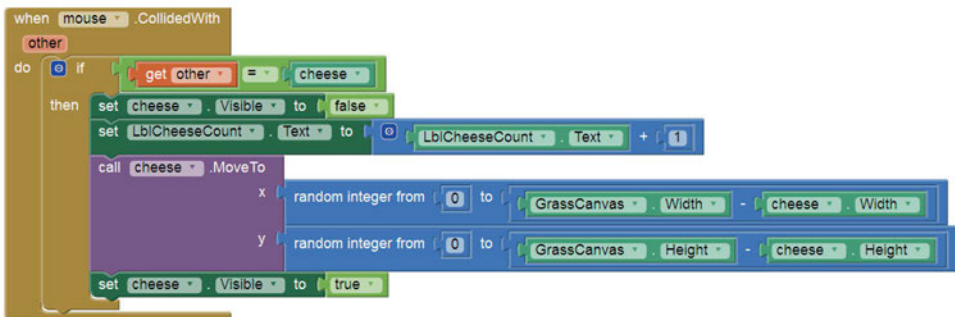 when mouse .CollidedWith
other
do if get other = cheese
then set cheese . Visible to false
set LblCheeseCount . Text to LblCheeseCount . Text + 1
call cheese .MoveTo
x random integer from 0 to GrassCanvas . Width - cheese . Width
y random integer from 0 to GrassCanvas . Height - cheese . Height
set cheese . Visible to true